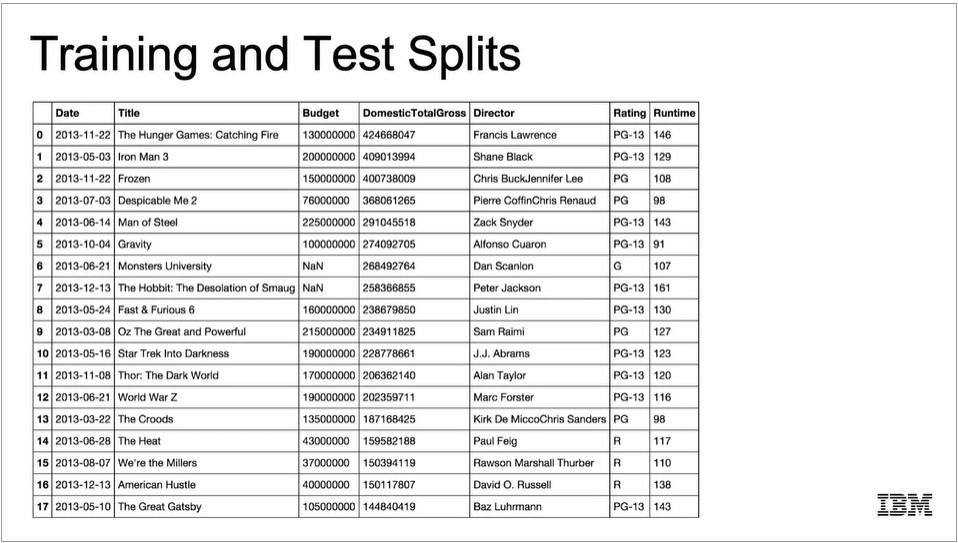 Training and Test Splits
Date Title Budget DomesticTotalGross Director Rating Runtime
0 2013-11-22 The Hunger Games: Catching Fire 130000000 424668047 Francis Lawrence PG-13 146
1 2013-05-03 Iron Man 3 200000000 409013994 Shane Black PG-13 129
2 2013-11-22 Frozen 150000000 400738009 Chris BuckJennifer Lee PG 108
3 2013-07-03 Despicable Me 2 76000000 368061265 Pierre CoffinChris Renaud PG 98
4 2013-06-14 Man of Steel 225000000 291045518 Zack Snyder PG-13 143
5 2013-10-04 Gravity 100000000 274092705 Alfonso Cuaron PG-13 91
6 2013-06-21 Monsters University NaN 268492764 Dan Scanlon G 107
7 2013-12-13 The Hobbit: The Desolation of Smaug NaN 258366855 Peter Jackson PG-13 161
8 2013-05-24 Fast & Furious 6 160000000 238679850 Justin Lin PG-13 130
9 2013-03-08 Oz The Great and Powerful 215000000 234911825 Sam Raimi PG 127
10 2013-05-16 Star Trek Into Darkness 190000000 228778661 J.J. Abrams PG-13 123
11 2013-11-08 Thor: The Dark World 170000000 206362140 Alan Taylor PG-13 120
12 2013-06-21 World War Z 190000000 202359711 Marc Forster PG-13 116
13 2013-03-22 The Croods 135000000 187168425 Kirk De MiccoChris Sanders PG 98
14 2013-06-28 The Heat 43000000 159582188 Paul Feig R 117
15 2013-08-07 We're the Millers 37000000 150394119 Rawson Marshall Thurber R 110
16 2013-12-13 American Hustle 40000000 150117807 David O. Russell R 138
17 2013-05-10 The Great Gatsby 105000000 144840419 Baz Luhrmann PG-13 143
IBM